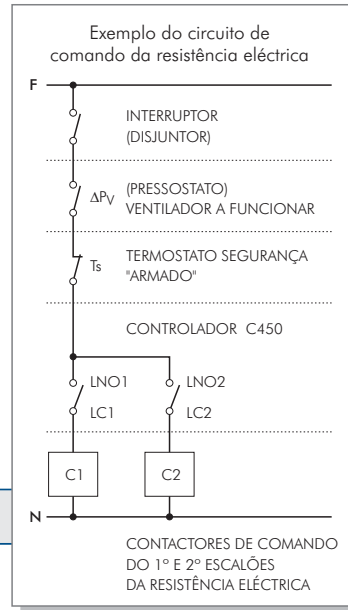 Exemplo do circuito de
comando da resistência eléctrica
F
INTERRUPTOR
(DISJUNTOR)
ΔPV (PRESSOSTATO)
VENTILADOR A FUNCIONAR
Ts TERMOSTATO SEGURANÇA
"ARMADO"
CONTROLADOR C450
LNO1 LNO2
LC1 LC2
C1 C2
N
CONTACTORES DE COMANDO
DO 1º E 2º ESCALÕES
DA RESISTÊNCIA ELÉCTRICA